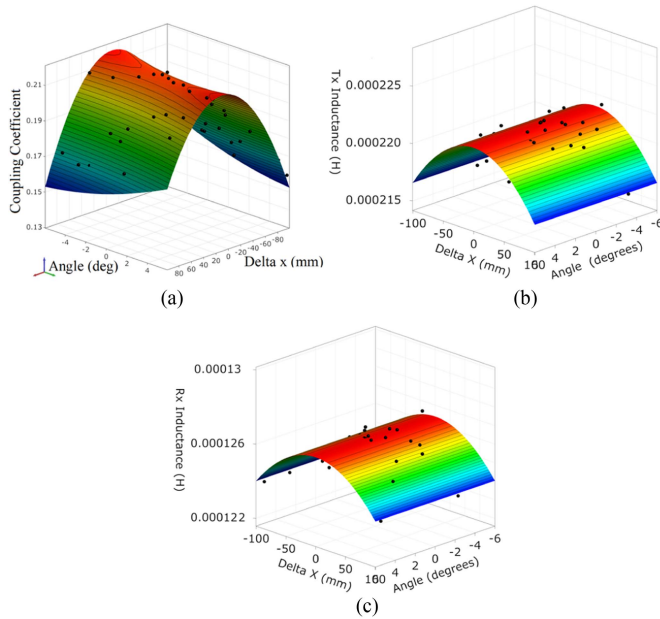 0.21
0.19
0.17
0.15
0.13
Coupling Coefficient
-4
-2
0
2
4
Angle (deg)
80 60 40 20 0 -20 -40 -60 -80
Delta x (mm)
(a)
Tx Inductance (H)
0.000225
0.000220
0.000215
-100
-50
0
50
Delta X (mm)
4
2
0
-2
-4
-6
Angle (degrees)
(b)
Rx Inductance (H)
0.00013
0.000126
0.000122
-100
-50
0
50
Delta X (mm)
4
2
0
-2
-4
-6
Angle (degrees)
(c)